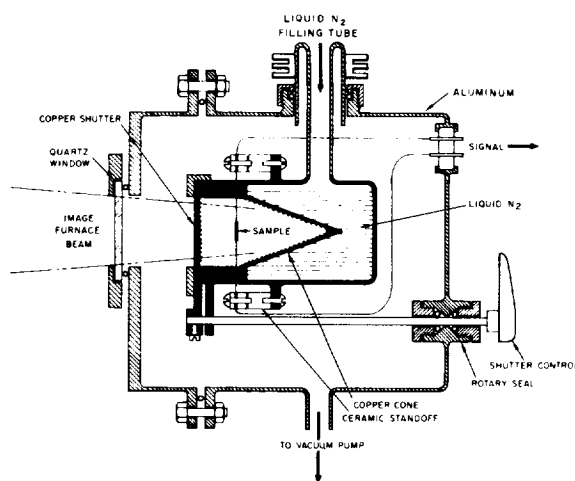 LIQUID N2
FILLING TUBE
ALUMINUM
COPPER SHUTTER
QUARTZ
WINDOW
SIGNAL
IMAGE
FURNACE
BEAM
SAMPLE
LIQUID N2
SHUTTER CONTROL
ROTARY SEAL
COPPER CONE
CERAMIC STANDOFF
TO VACUUM PUMP